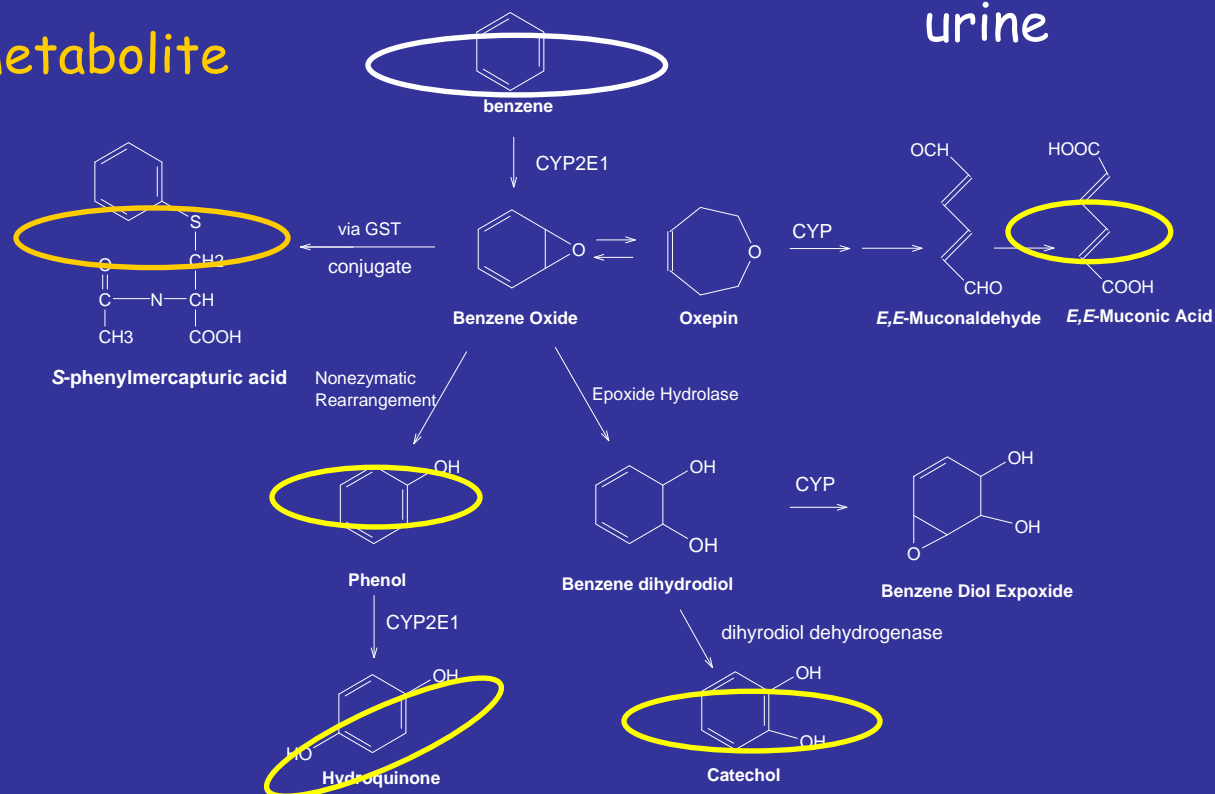 urine
etabolite
benzene
CYP2E1
OCH
HOOC
S
via GST
conjugate
O
O
CYP
CH2
O
C
N
CH
CH3
COOH
CHO
COOH
Benzene Oxide
Oxepin
E,E-Muconaldehyde
E,E-Muconic Acid
S-phenylmercapturic acid
Nonezymatic
Rearrangement
Epoxide Hydrolase
OH
OH
OH
CYP
OH
OH
O
Phenol
Benzene dihydrodiol
Benzene Diol Expoxide
CYP2E1
dihyrodiol dehydrogenase
OH
HO
OH
OH
Hydroquinone
Catechol